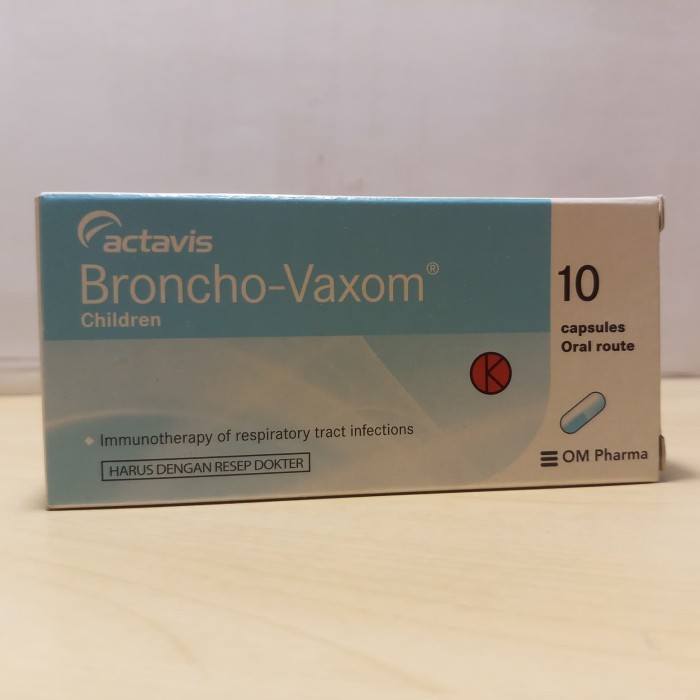 actavis
Broncho-Vaxom®
Children
10
capsules
Oral route
K
Immunotherapy of respiratory tract infections
HARUS DENGAN RESEP DOKTER
OM Pharma